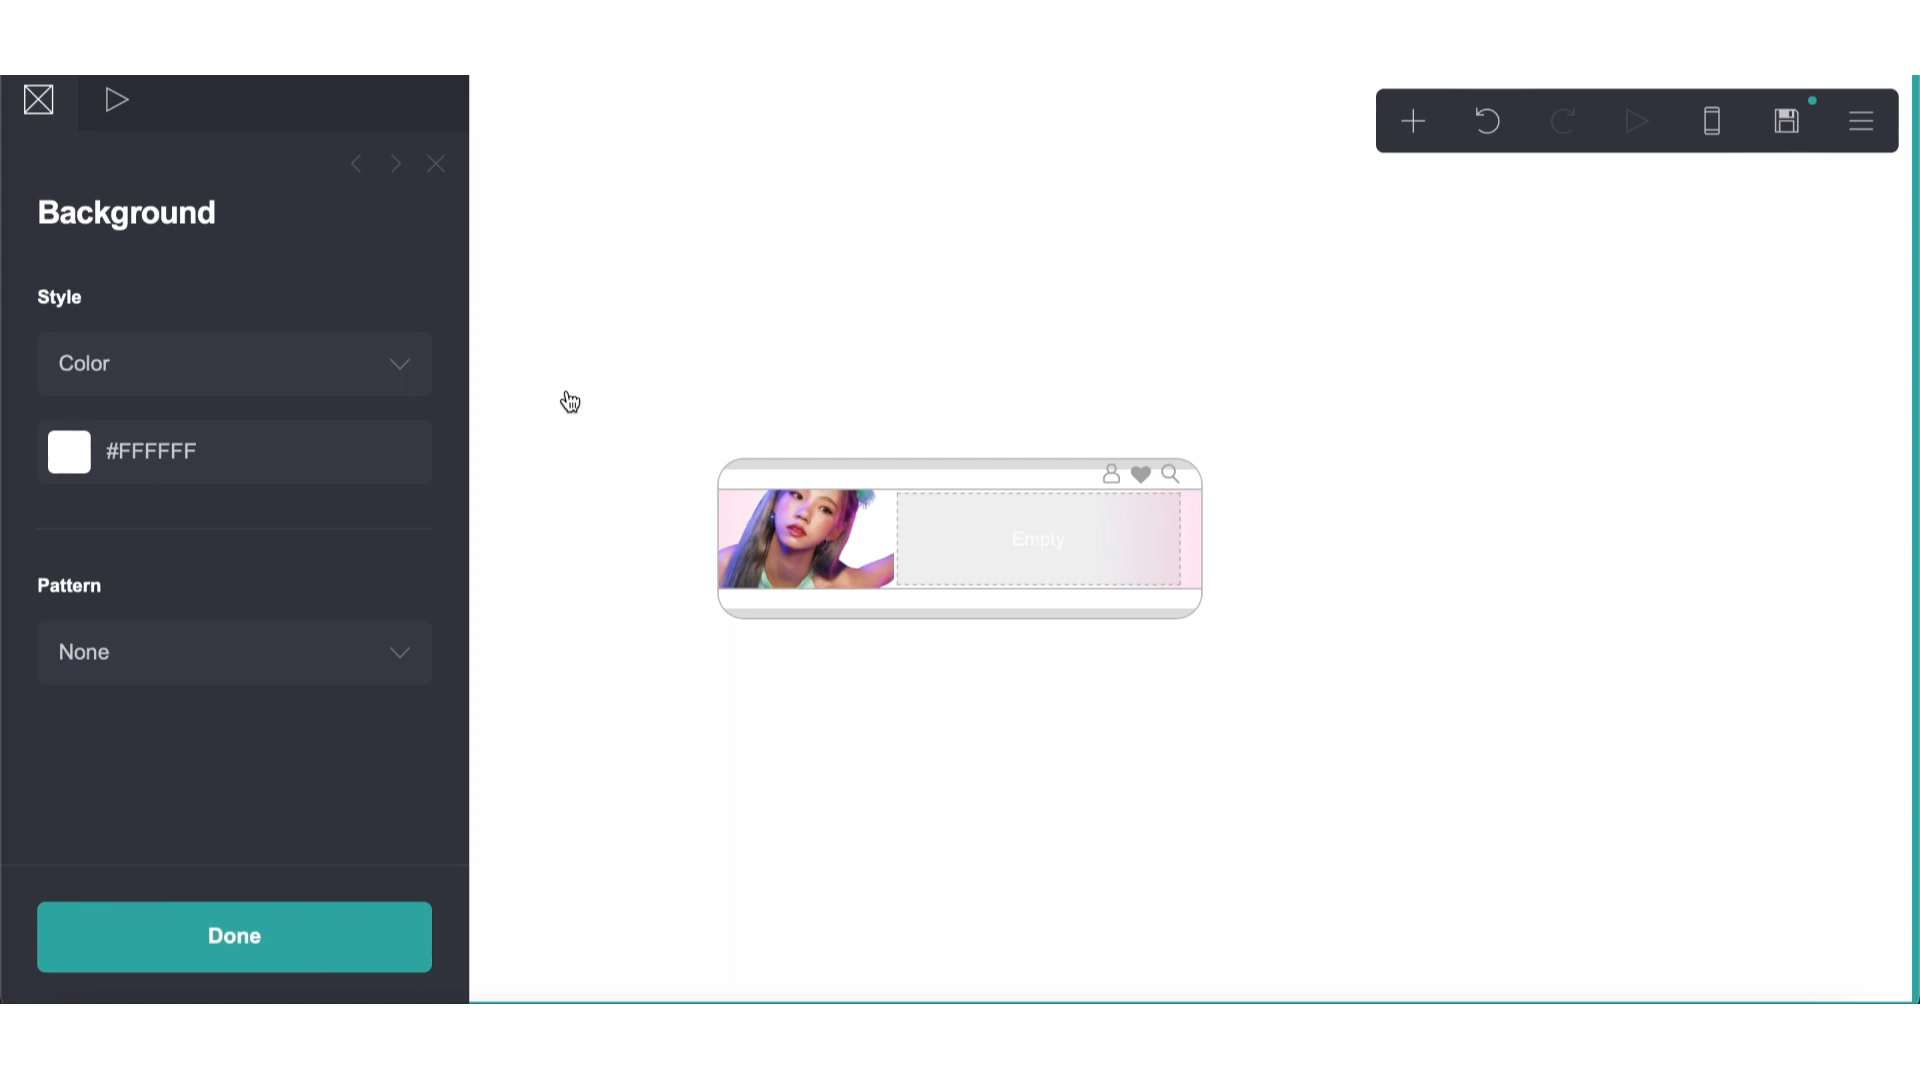 Background
Style
Color
#FFFFFF
Pattern
None
Done
Empty